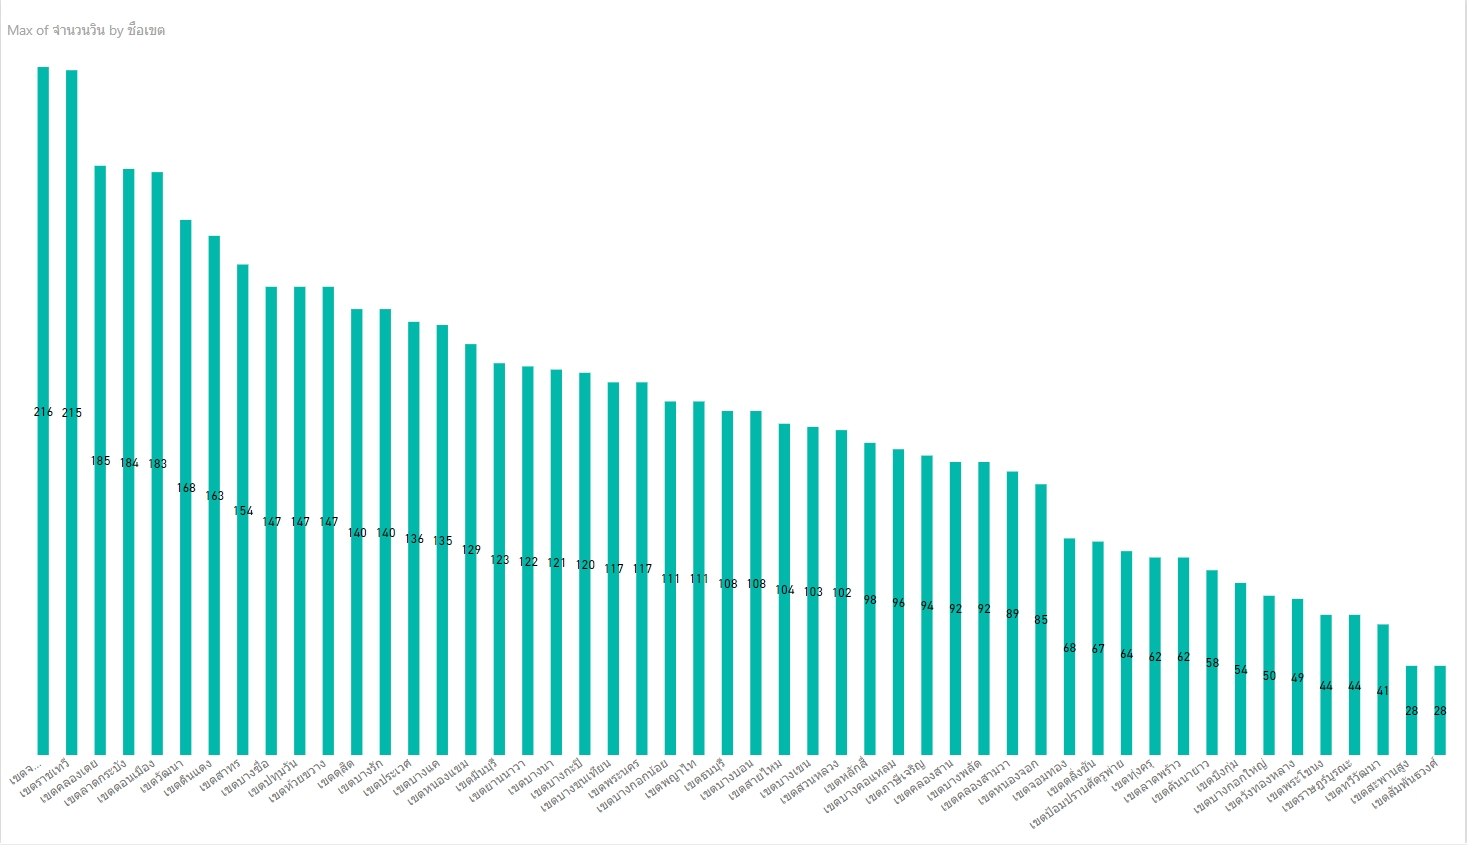 Max of จำนวนวัน by ชื่อเขต
216 215 185 184 183 168 163 154 147 147 147 140 140 136 135 129 123 122 121 120 117 117 111 111 108 108 104 103 102 98 96 94 92 92 89 85 68 67 64 62 62 58 54 50 49 44 44 41 28 28
เขตจ...
เขตราชเทวี
เขตคลองเตย
เขตลาดกระบัง
เขตดอนเมือง
เขตวัฒนา
เขตดินแดง
เขตสาทร
เขตบางซื่อ
เขตปทุมวัน
เขตห้วยขวาง
เขตดุสิต
เขตบางรัก
เขตประเวศ
เขตบางแค
เขตหนองแขม
เขตมีนบุรี
เขตยานนาวา
เขตบางนา
เขตบางกะปิ
เขตบางขุนเทียน
เขตพระนคร
เขตบางกอกน้อย
เขตพญาไท
เขตธนบุรี
เขตบางบอน
เขตสายไหม
เขตบางเขน
เขตสวนหลวง
เขตหลักสี่
เขตบางคอแหลม
เขตภาษีเจริญ
เขตคลองสาน
เขตบางพลัด
เขตคลองสามวา
เขตหนองจอก
เขตจอมทอง
เขตตลิ่งชัน
เขตป้อมปราบศัตรูพ่าย
เขตทุ่งครุ
เขตลาดพร้าว
เขตคันนายาว
เขตบึงกุ่ม
เขตบางกอกใหญ่
เขตวังทองหลาง
เขตพระโขนง
เขตราษฎร์บูรณะ
เขตทวีวัฒนา
เขตสะพานสูง
เขตสัมพันธวงศ์